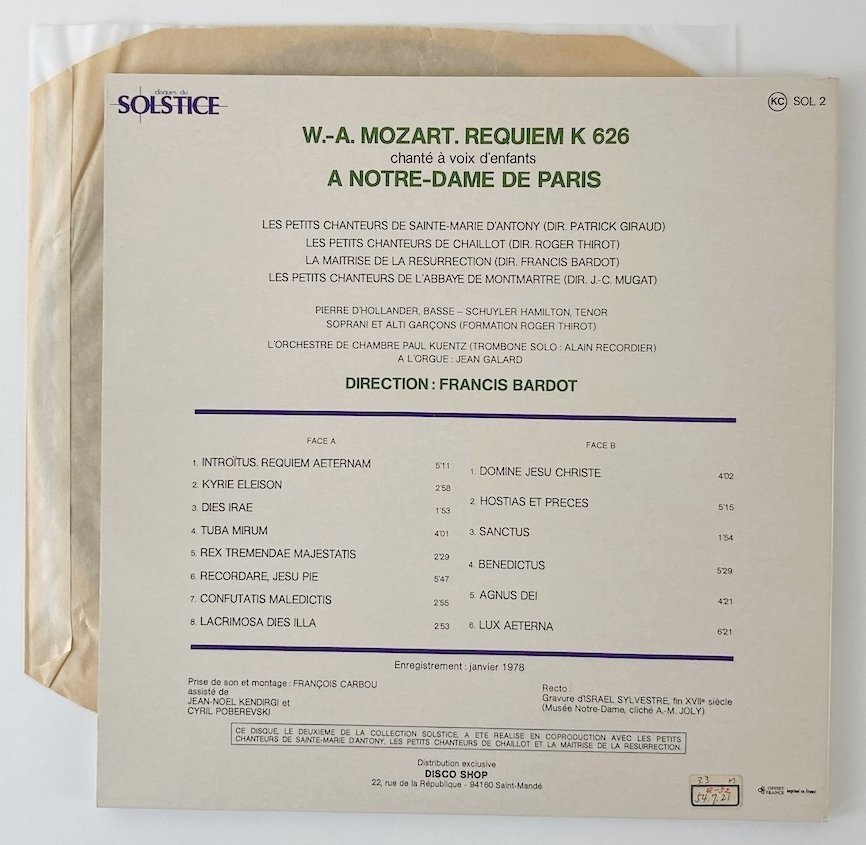 disques du
SOLSTICE
KC SOL 2
W.-A. MOZART. REQUIEM K 626
chanté à voix d'enfants
A NOTRE-DAME DE PARIS
LES PETITS CHANTEURS DE SAINTE-MARIE D'ANTONY (DIR. PATRICK GIRAUD)
LES PETITS CHANTEURS DE CHAILLOT (DIR. ROGER THIROT)
LA MAITRISE DE LA RESURRECTION (DIR. FRANCIS BARDOT)
LES PETITS CHANTEURS DE L'ABBAYE DE MONTMARTRE (DIR. J.-C. MUGAT)
PIERRE D'HOLLANDER, BASSE – SCHUYLER HAMILTON, TENOR
SOPRANI ET ALTI GARÇONS (FORMATION ROGER THIROT)
L'ORCHESTRE DE CHAMBRE PAUL KUENTZ (TROMBONE SOLO : ALAIN RECORDIER)
A L'ORGUE : JEAN GALARD
DIRECTION : FRANCIS BARDOT
FACE A
1. INTROÏTUS. REQUIEM AETERNAM 5'11
2. KYRIE ELEISON 2'58
3. DIES IRAE 1'53
4. TUBA MIRUM 4'01
5. REX TREMENDAE MAJESTATIS 2'29
6. RECORDARE, JESU PIE 5'47
7. CONFUTATIS MALEDICTIS 2'55
8. LACRIMOSA DIES ILLA 2'53
FACE B
1. DOMINE JESU CHRISTE 4'02
2. HOSTIAS ET PRECES 5'15
3. SANCTUS 1'54
4. BENEDICTUS 5'29
5. AGNUS DEI 4'21
6. LUX AETERNA 6'21
Enregistrement : janvier 1978
Prise de son et montage : FRANÇOIS CARBOU
assisté de
JEAN-NOEL KENDIRGI et
CYRIL POBEREVSKI
Recto :
Gravure d'ISRAEL SYLVESTRE, fin XVIIe siècle
(Musée Notre-Dame, cliché A.-M. JOLY)
CE DISQUE, LE DEUXIEME DE LA COLLECTION SOLSTICE, A ETE REALISE EN COPRODUCTION AVEC LES PETITS
CHANTEURS DE SAINTE-MARIE D'ANTONY, LES PETITS CHANTEURS DE CHAILLOT ET LA MAITRISE DE LA RESURRECTION.
Distribution exclusive
DISCO SHOP
22, rue de la République - 94160 Saint-Mandé
23 M
E-52
54.7.21
OFFSET
FRANCE
imprimé en France